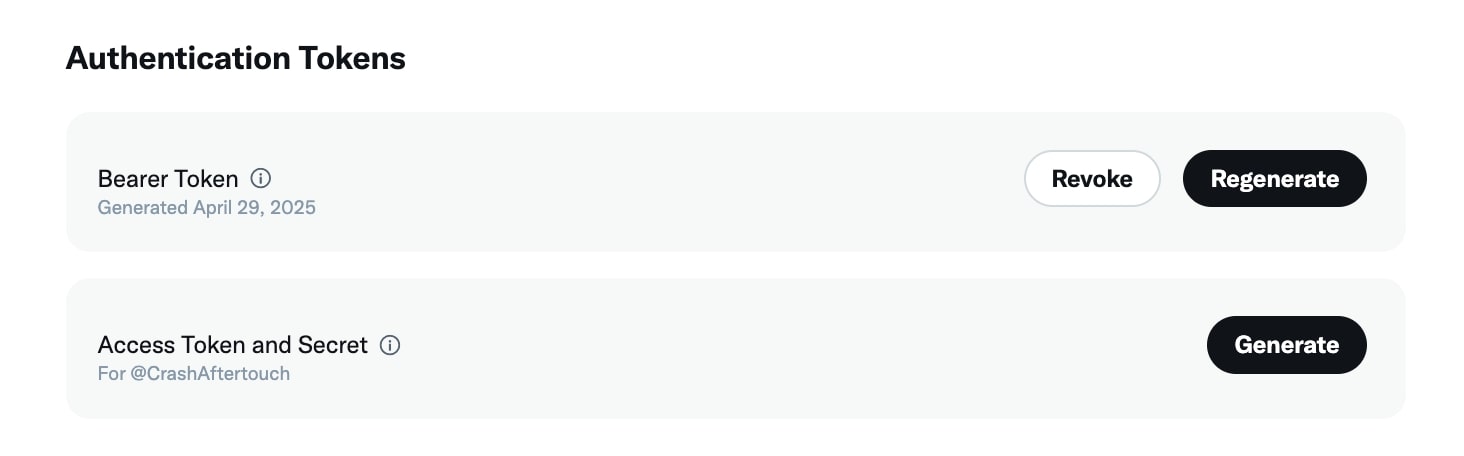 Authentication Tokens
Bearer Token
Generated April 29, 2025
Revoke
Regenerate
Access Token and Secret
For @CrashAftertouch
Generate